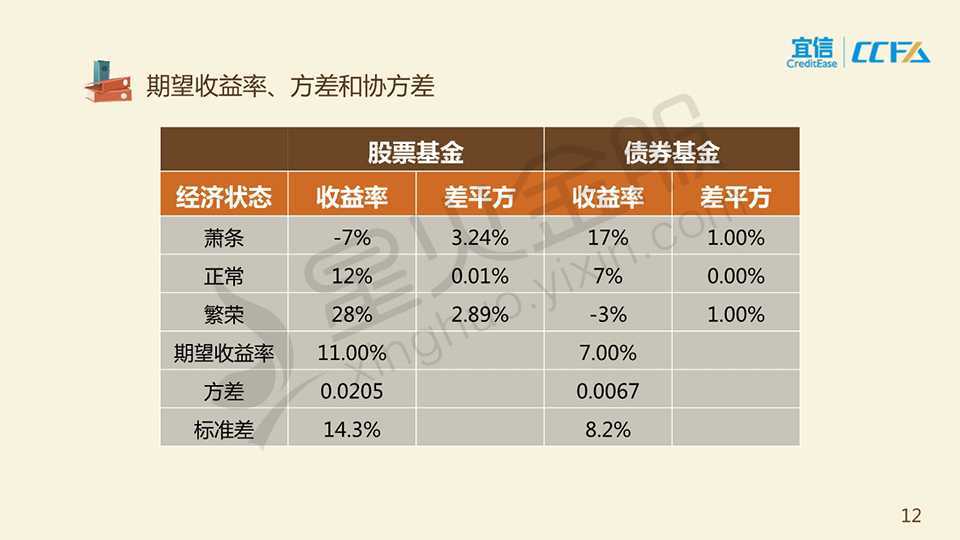 宜信
CreditEase
CCFA
期望收益率、方差和协方差
股票基金 债券基金
经济状态 收益率 差平方 收益率 差平方
萧条 -7% 3.24% 17% 1.00%
正常 12% 0.01% 7% 0.00%
繁荣 28% 2.89% -3% 1.00%
期望收益率 11.00% 7.00%
方差 0.0205 0.0067
标准差 14.3% 8.2%
星火金服
xinghuo.yixin.com
12